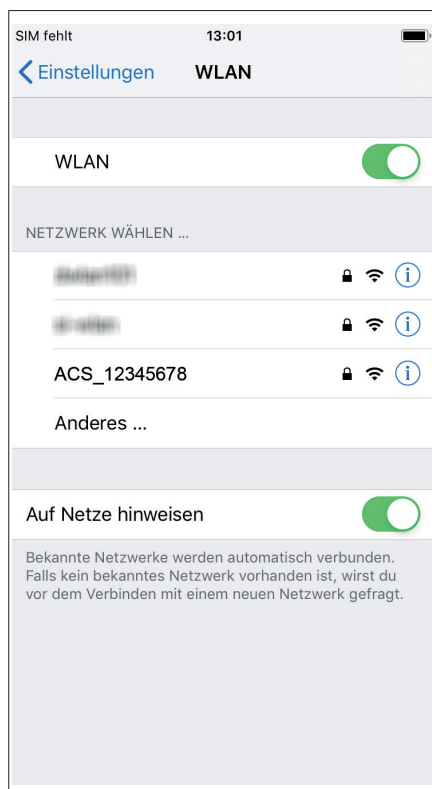 SIM fehlt 13:01
Einstellungen WLAN
WLAN
NETZWERK WÄHLEN ...
ACS_12345678
Anderes ...
Auf Netze hinweisen
Bekannte Netzwerke werden automatisch verbunden.
Falls kein bekanntes Netzwerk vorhanden ist, wirst du
vor dem Verbinden mit einem neuen Netzwerk gefragt.